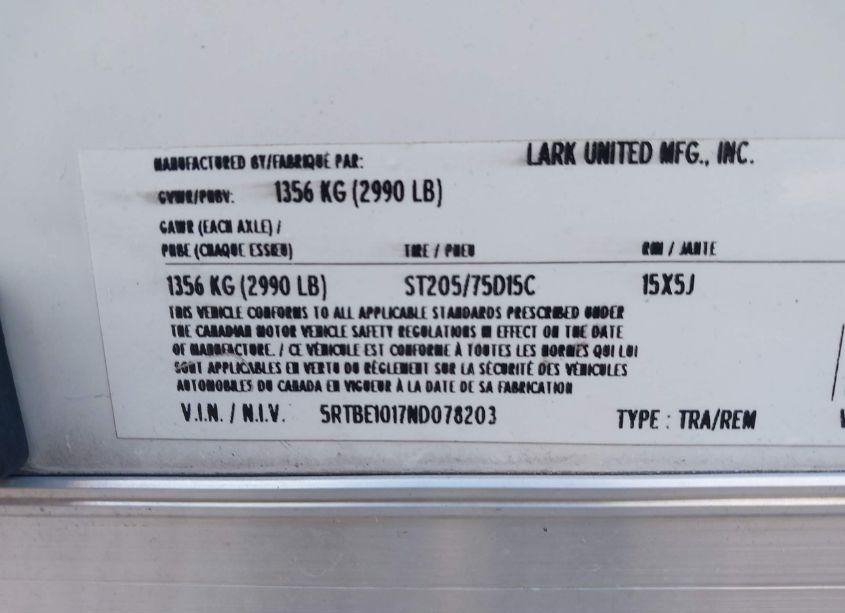 MANUFACTURED BY/FABRIQUÉ PAR: LARK UNITED MFG., INC.
GVWR/PNBV: 1356 KG (2990 LB)
GAWR (EACH AXLE) /
PNBE (CHAQUE ESSIEU) TIRE / PNEU RIM / JANTE
1356 KG (2990 LB) ST205/75D15C 15X5J
THIS VEHICLE CONFORMS TO ALL APPLICABLE STANDARDS PRESCRIBED UNDER
THE CANADIAN MOTOR VEHICLE SAFETY REGULATIONS IN EFFECT ON THE DATE
OF MANUFACTURE. / CE VÉHICULE EST CONFORME À TOUTES LES NORMES QUI LUI
SONT APPLICABLES EN VERTU DU RÈGLEMENT SUR LA SÉCURITÉ DES VÉHICULES
AUTOMOBILES DU CANADA EN VIGUEUR À LA DATE DE SA FABRICATION
V.I.N. / N.I.V. 5RTBE1017ND078203 TYPE : TRA/REM